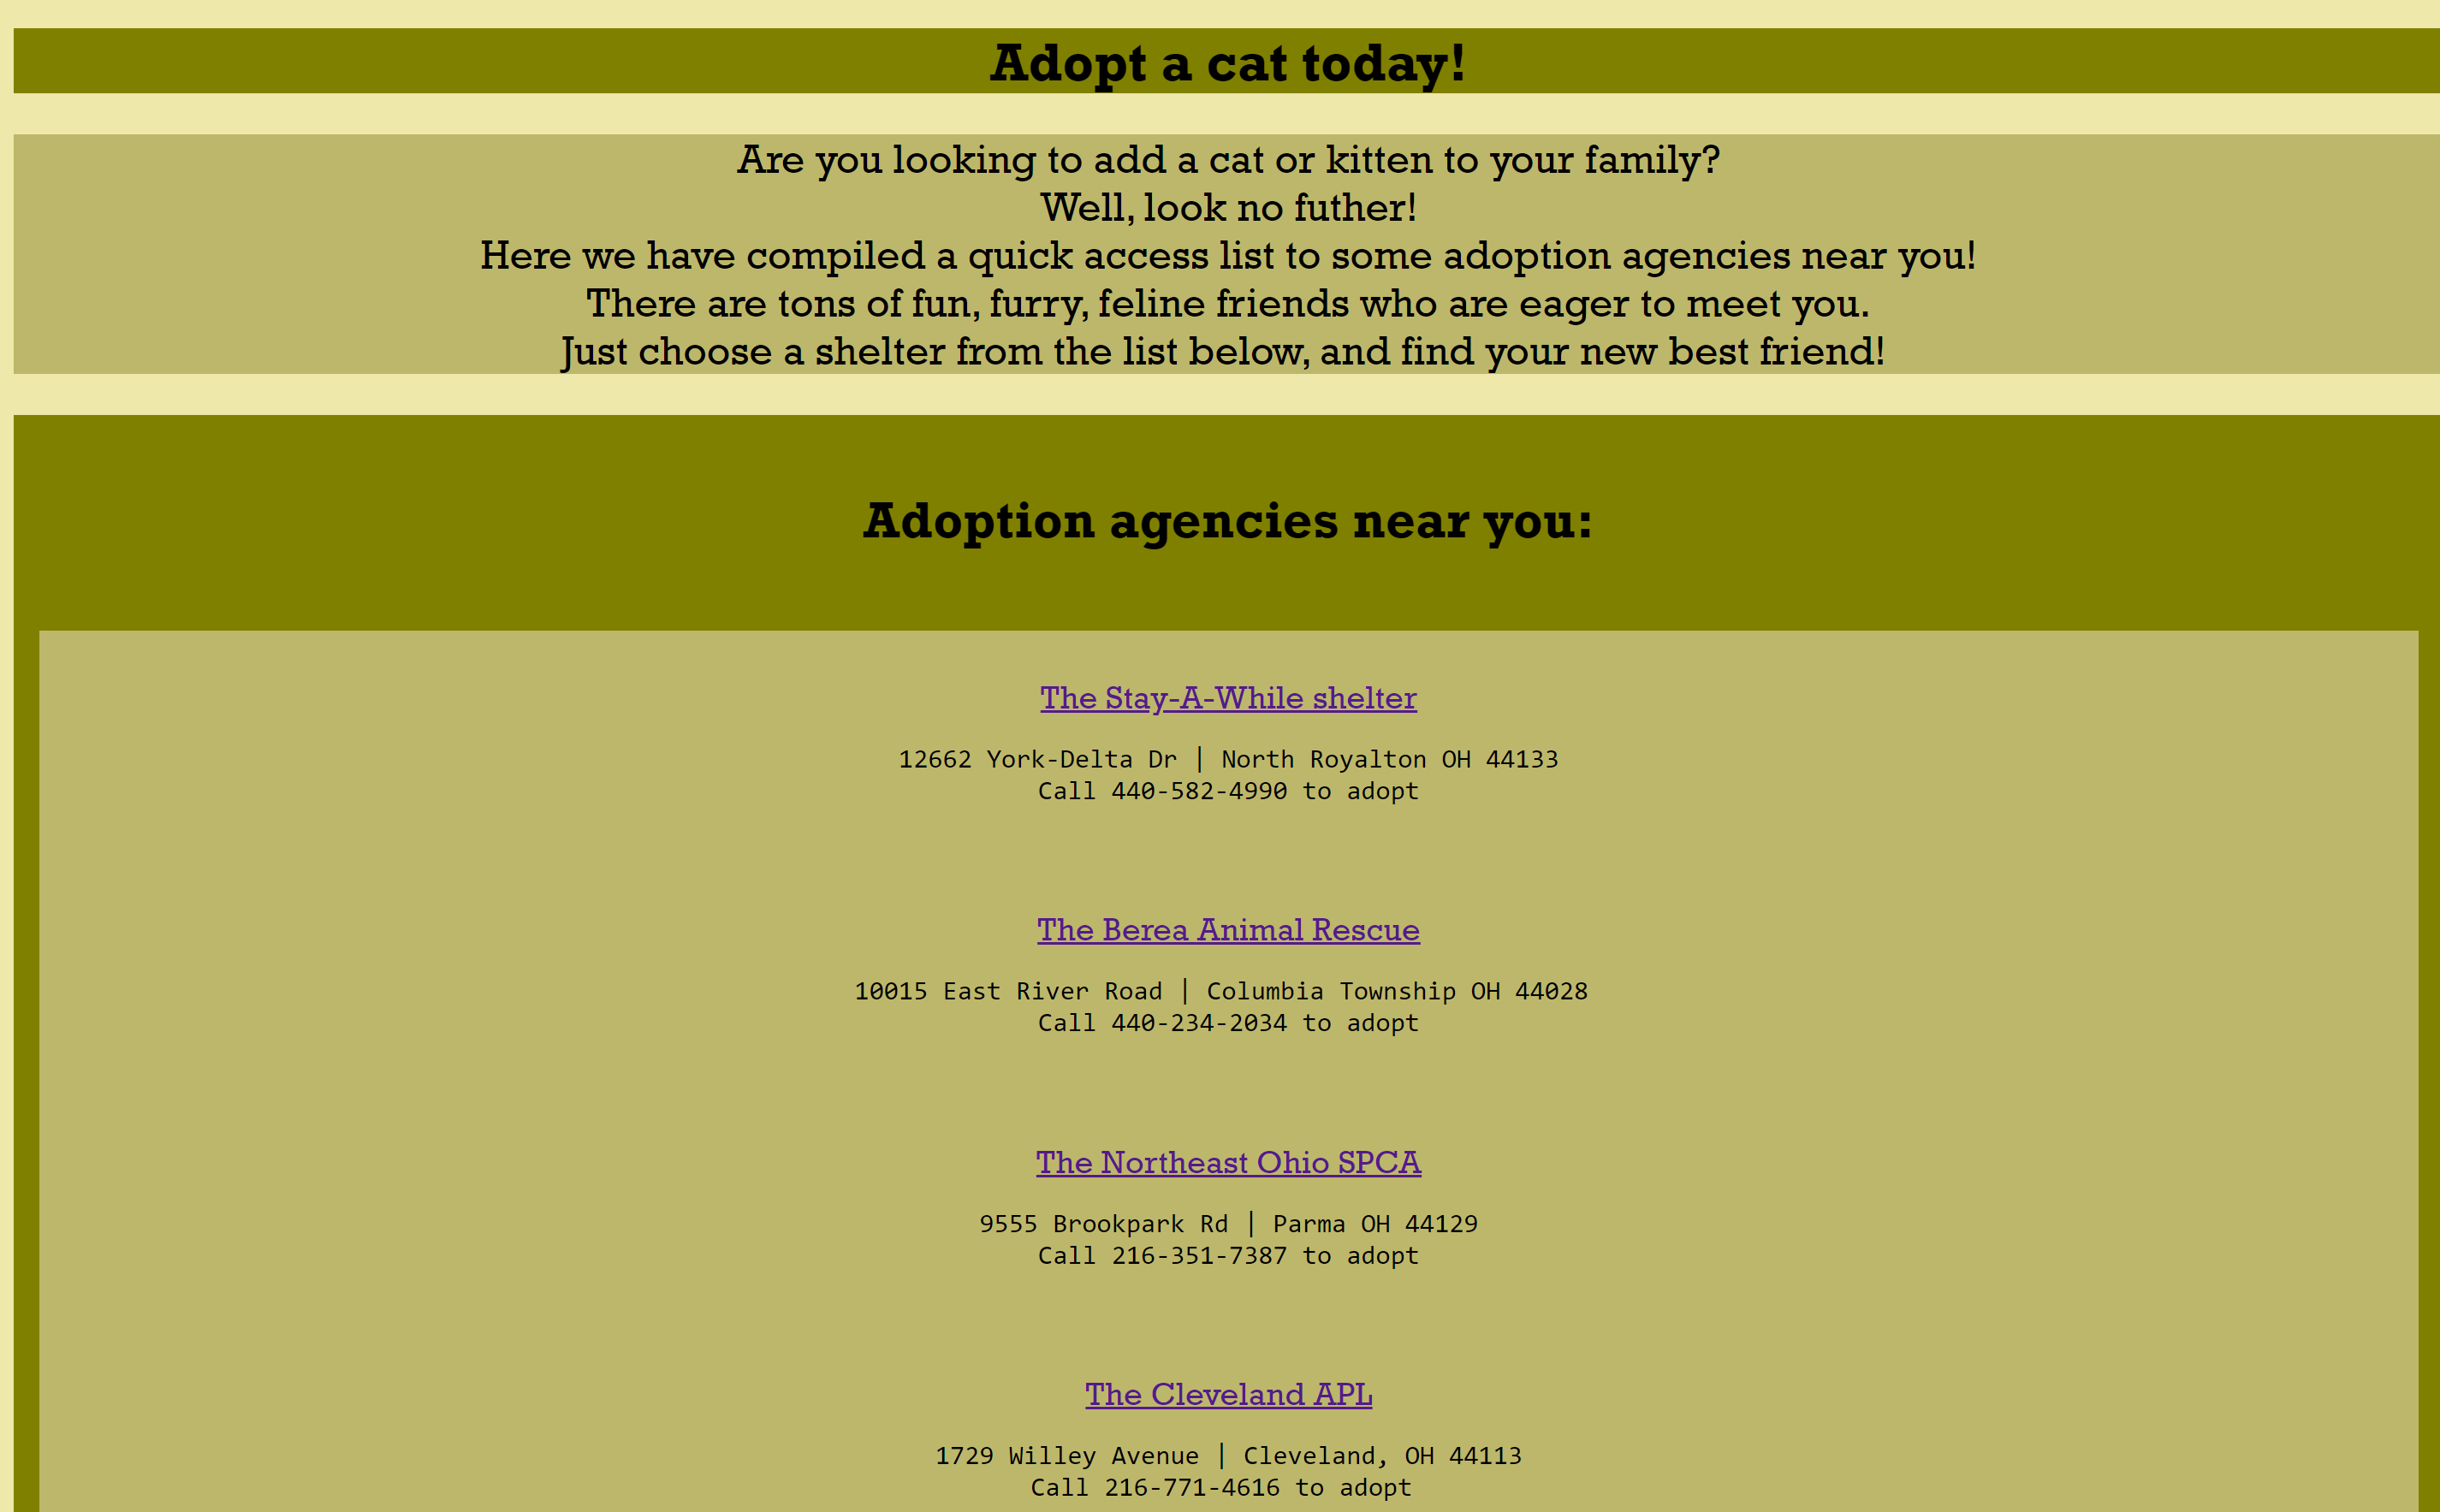 Adopt a cat today!
Are you looking to add a cat or kitten to your family?
Well, look no futher!
Here we have compiled a quick access list to some adoption agencies near you!
There are tons of fun, furry, feline friends who are eager to meet you.
Just choose a shelter from the list below, and find your new best friend!
Adoption agencies near you:
The Stay-A-While shelter
12662 York-Delta Dr | North Royalton OH 44133
Call 440-582-4990 to adopt
The Berea Animal Rescue
10015 East River Road | Columbia Township OH 44028
Call 440-234-2034 to adopt
The Northeast Ohio SPCA
9555 Brookpark Rd | Parma OH 44129
Call 216-351-7387 to adopt
The Cleveland APL
1729 Willey Avenue | Cleveland, OH 44113
Call 216-771-4616 to adopt